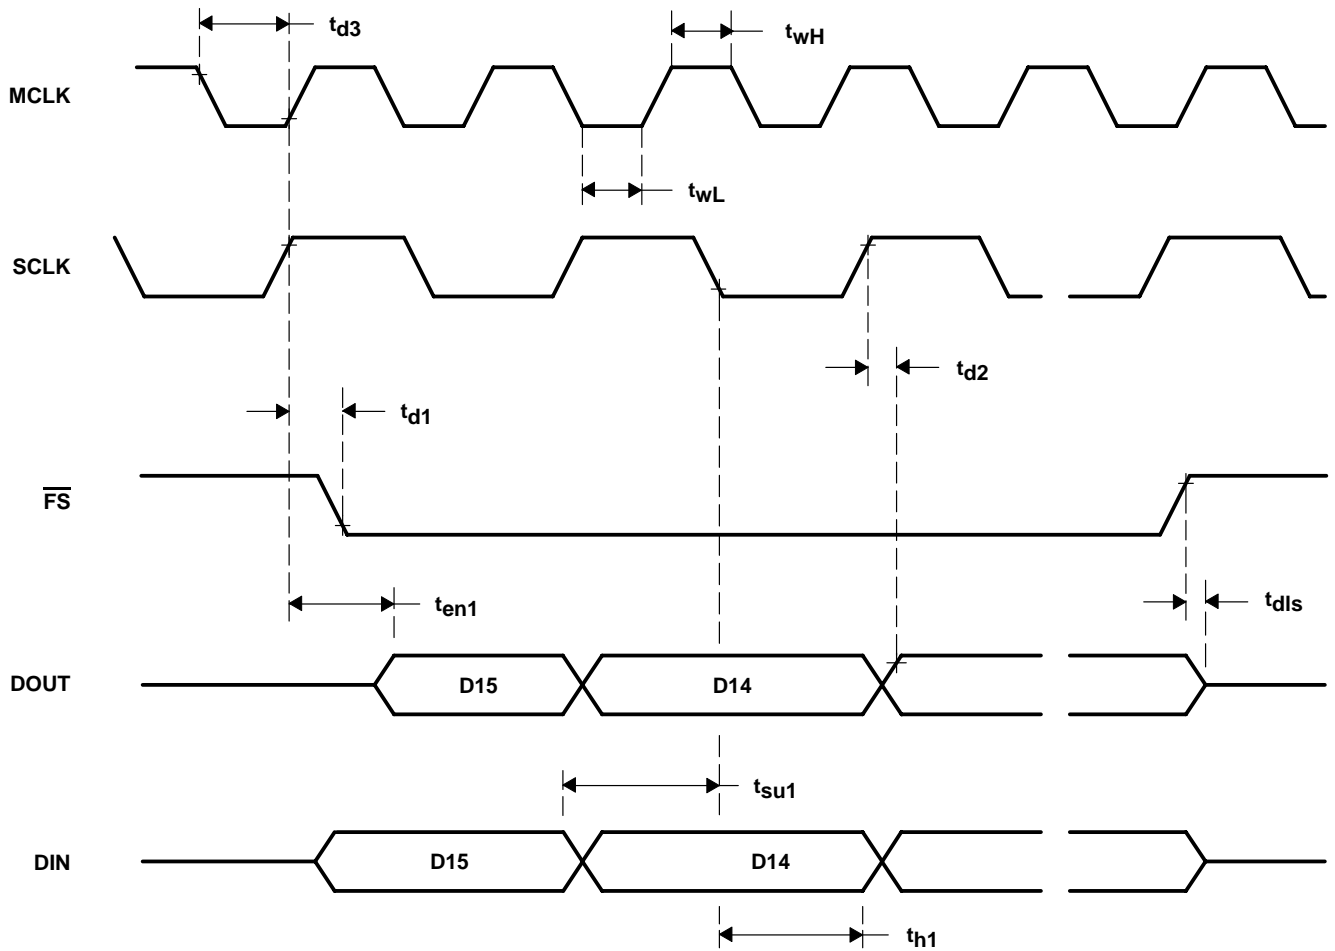 td3
twH
MCLK
twL
SCLK
td2
td1
FS
ten1
tdls
DOUT
D15
D14
tsu1
DIN
D15
D14
th1